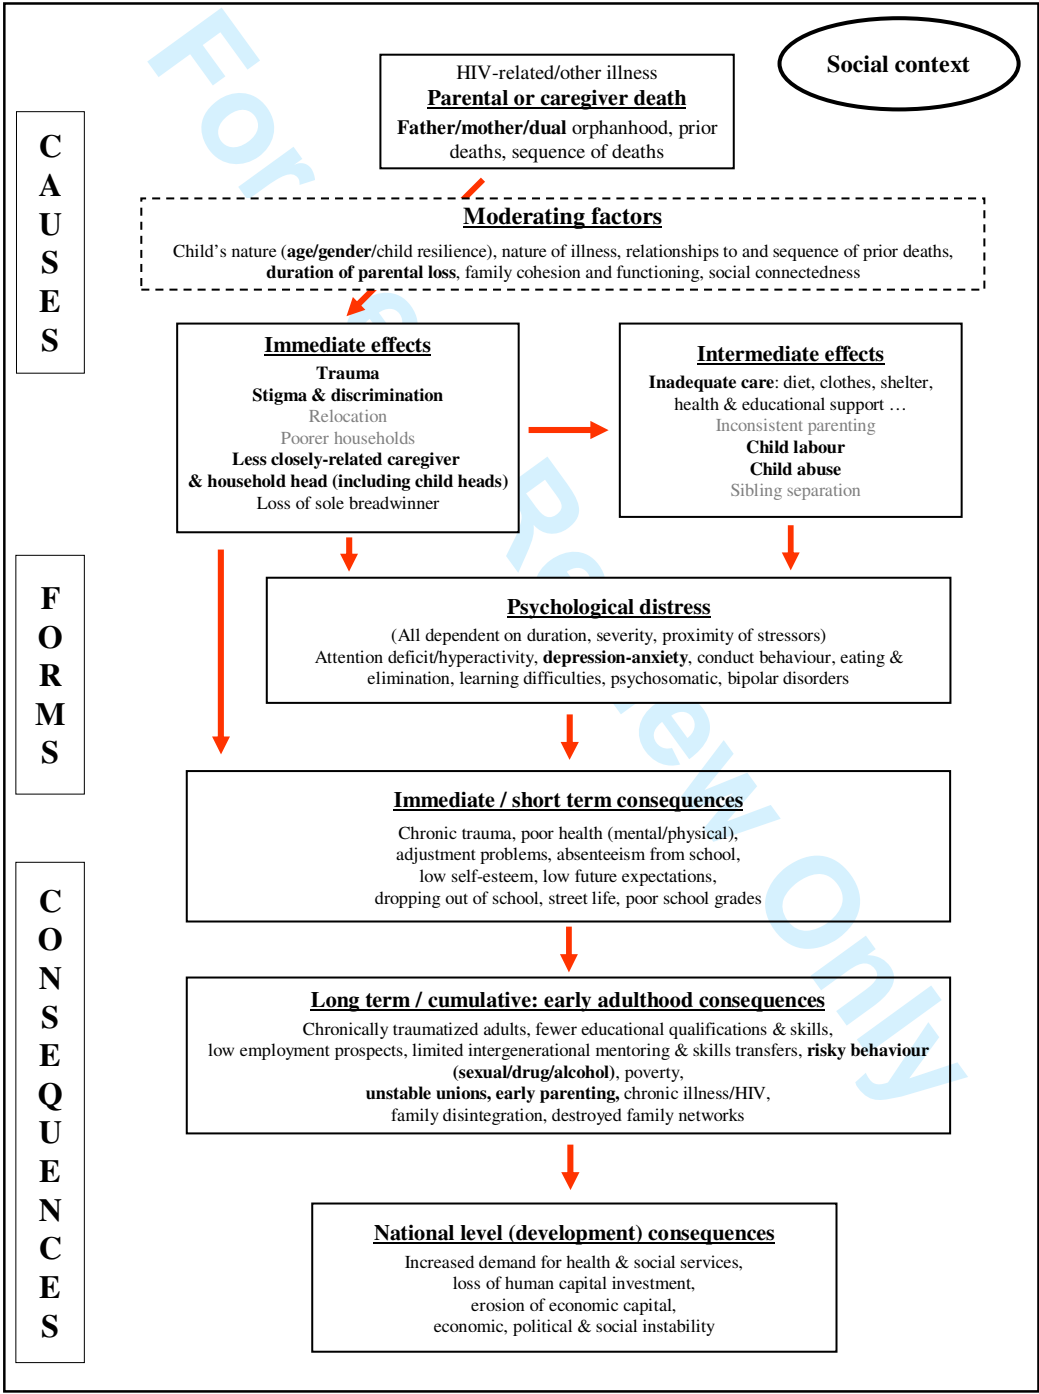 Social context
HIV-related/other illness
Parental or caregiver death
Father/mother/dual orphanhood, prior
deaths, sequence of deaths
CAUSES
Moderating factors
Child's nature (age/gender/child resilience), nature of illness, relationships to and sequence of prior deaths,
duration of parental loss, family cohesion and functioning, social connectedness
Immediate effects
Trauma
Stigma & discrimination
Relocation
Poorer households
Less closely-related caregiver
& household head (including child heads)
Loss of sole breadwinner
Intermediate effects
Inadequate care: diet, clothes, shelter,
health & educational support …
Inconsistent parenting
Child labour
Child abuse
Sibling separation
FORMS
Psychological distress
(All dependent on duration, severity, proximity of stressors)
Attention deficit/hyperactivity, depression-anxiety, conduct behaviour, eating &
elimination, learning difficulties, psychosomatic, bipolar disorders
Immediate / short term consequences
Chronic trauma, poor health (mental/physical),
adjustment problems, absenteeism from school,
low self-esteem, low future expectations,
dropping out of school, street life, poor school grades
CONSEQUENCES
Long term / cumulative: early adulthood consequences
Chronically traumatized adults, fewer educational qualifications & skills,
low employment prospects, limited intergenerational mentoring & skills transfers, risky behaviour
(sexual/drug/alcohol), poverty,
unstable unions, early parenting, chronic illness/HIV,
family disintegration, destroyed family networks
National level (development) consequences
Increased demand for health & social services,
loss of human capital investment,
erosion of economic capital,
economic, political & social instability
For Peer Review Only